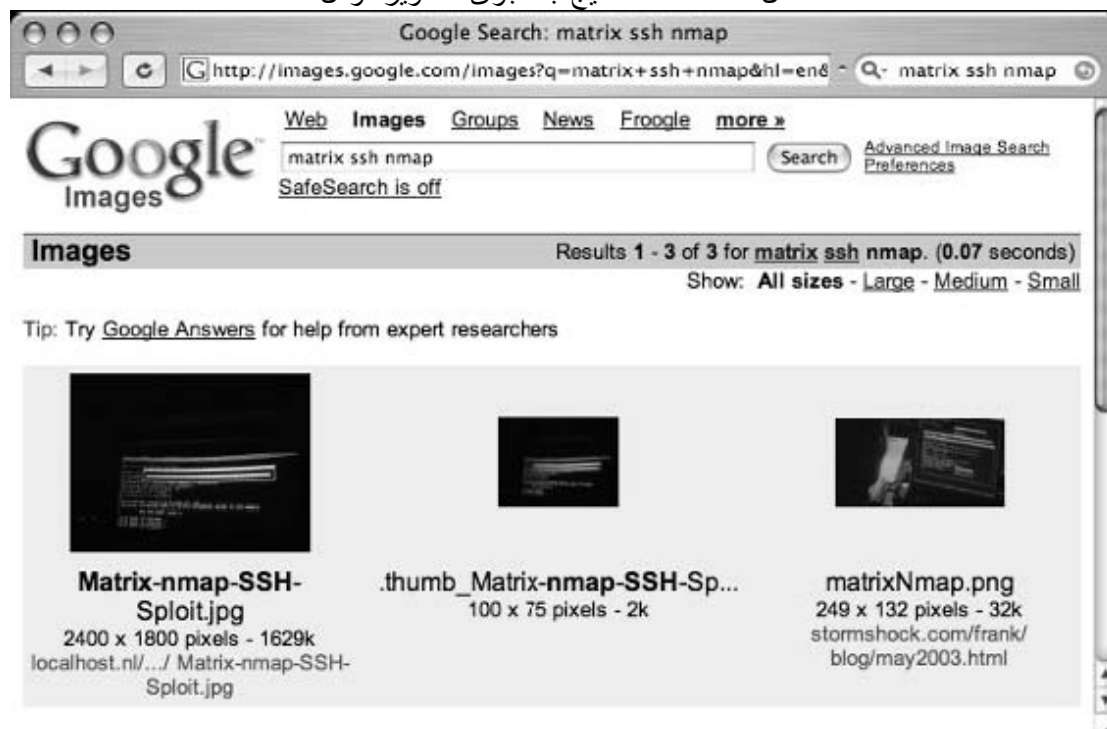 Google Search: matrix ssh nmap
http://images.google.com/images?q=matrix+ssh+nmap&hl=en&
matrix ssh nmap
Web Images Groups News Froogle more »
Google Images
matrix ssh nmap
Search
Advanced Image Search
Preferences
SafeSearch is off
Images
Results 1 - 3 of 3 for matrix ssh nmap. (0.07 seconds)
Show: All sizes - Large - Medium - Small
Tip: Try Google Answers for help from expert researchers
Matrix-nmap-SSH-
Sploit.jpg
2400 x 1800 pixels - 1629k
localhost.nl/.../ Matrix-nmap-SSH-
Sploit.jpg
.thumb_Matrix-nmap-SSH-Sp...
100 x 75 pixels - 2k
matrixNmap.png
249 x 132 pixels - 32k
stormshock.com/frank/
blog/may2003.html